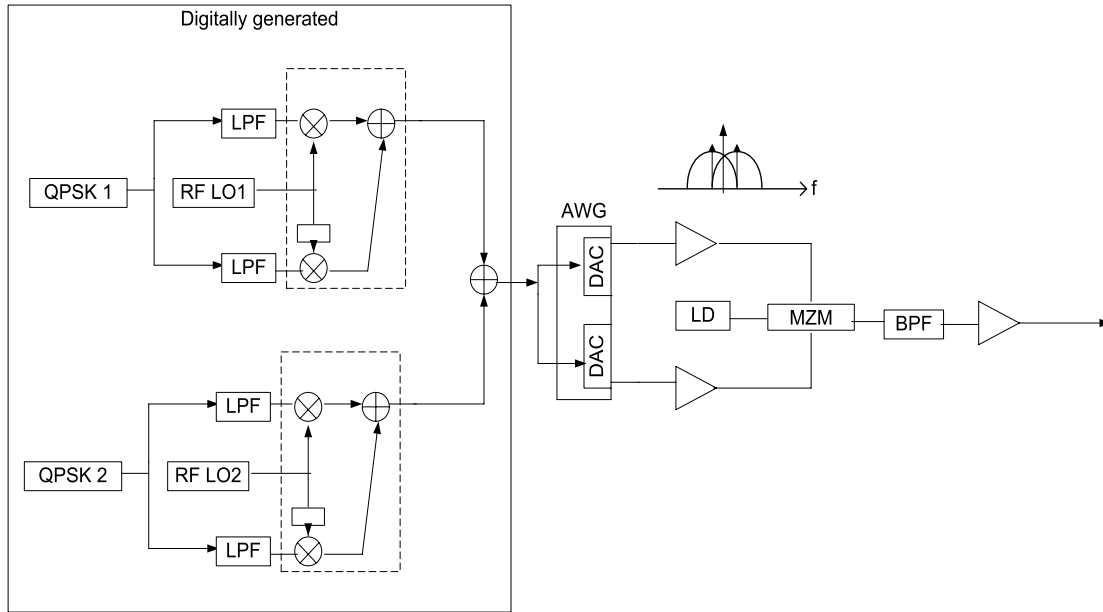 Digitally generated
LPF
QPSK 1
RF LO1
LPF
LPF
QPSK 2
RF LO2
LPF
f
AWG
DAC
DAC
LD
MZM
BPF